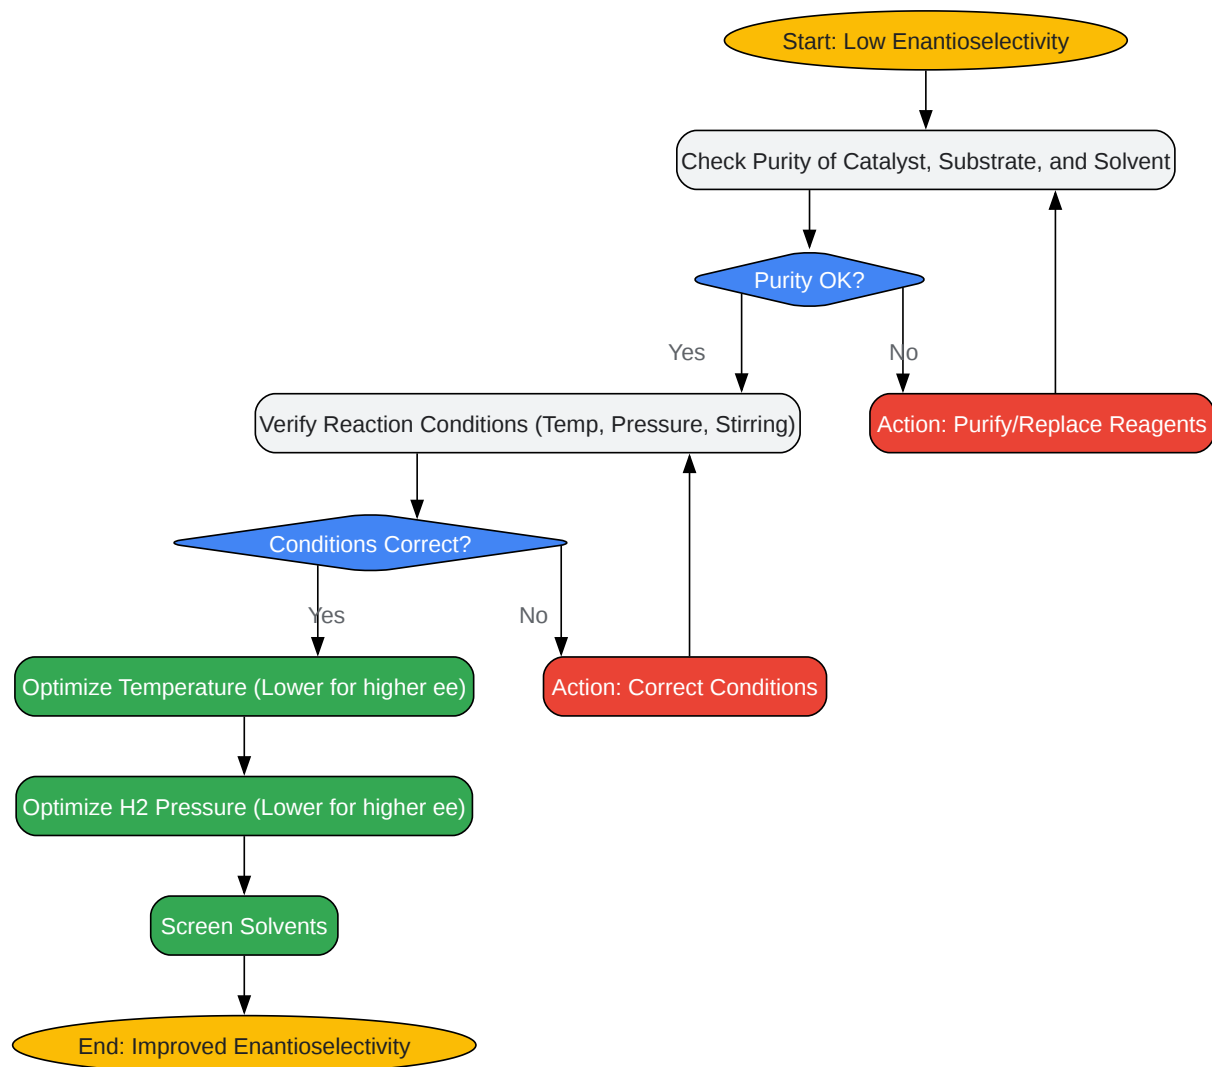 Start: Low Enantioselectivity
Check Purity of Catalyst, Substrate, and Solvent
Purity OK?
Yes
No
Verify Reaction Conditions (Temp, Pressure, Stirring)
Action: Purify/Replace Reagents
Conditions Correct?
Yes
No
Optimize Temperature (Lower for higher ee)
Action: Correct Conditions
Optimize H2 Pressure (Lower for higher ee)
Screen Solvents
End: Improved Enantioselectivity